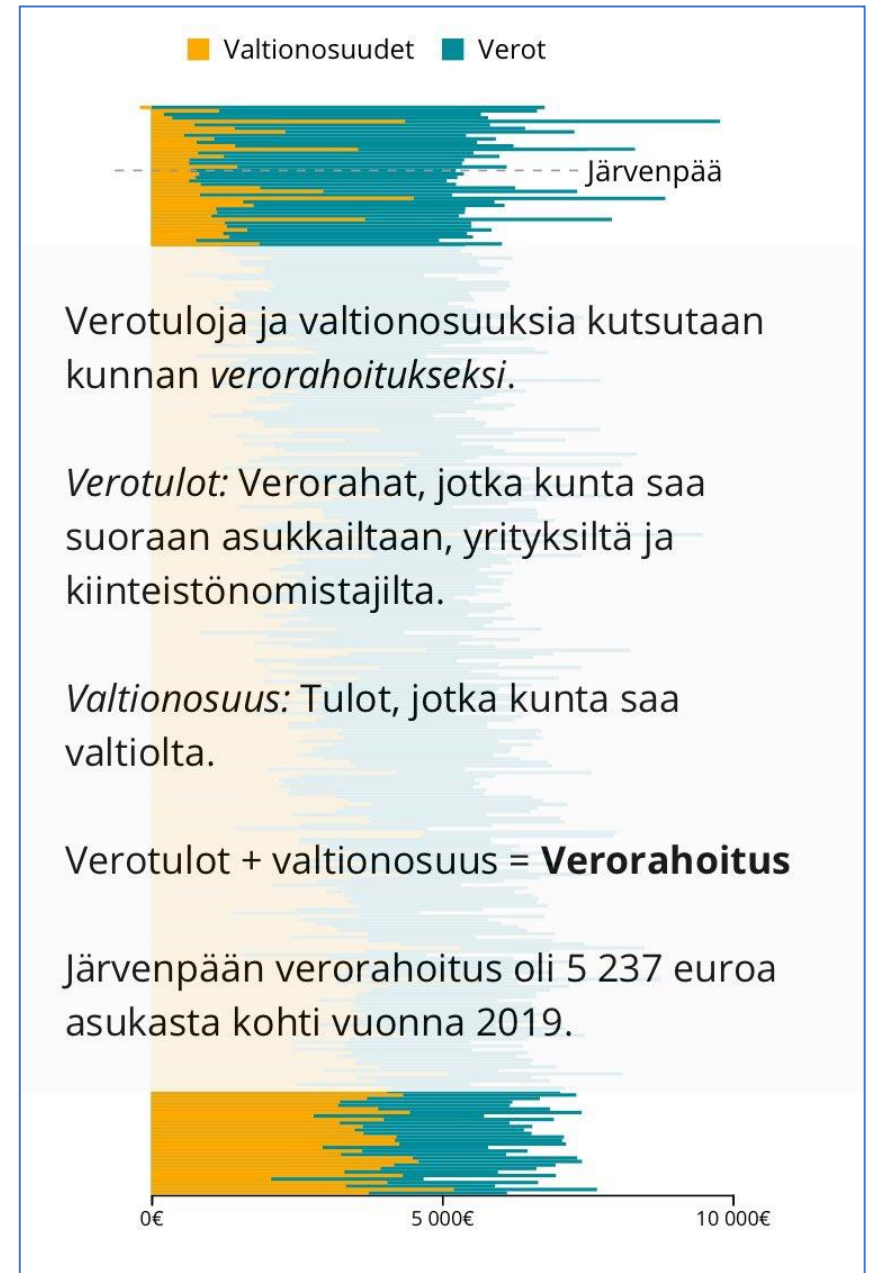 Valtionosuudet Verot
Järvenpää
Verotuloja ja valtionosuuksia kutsutaan
kunnan verorahoitukseksi.
Verotulot: Verorahat, jotka kunta saa
suoraan asukkailtaan, yrityksiltä ja
kiinteistönomistajilta.
Valtionosuus: Tulot, jotka kunta saa
valtiolta.
Verotulot + valtionosuus = Verorahoitus
Järvenpään verorahoitus oli 5 237 euroa
asukasta kohti vuonna 2019.
0€ 5 000€ 10 000€